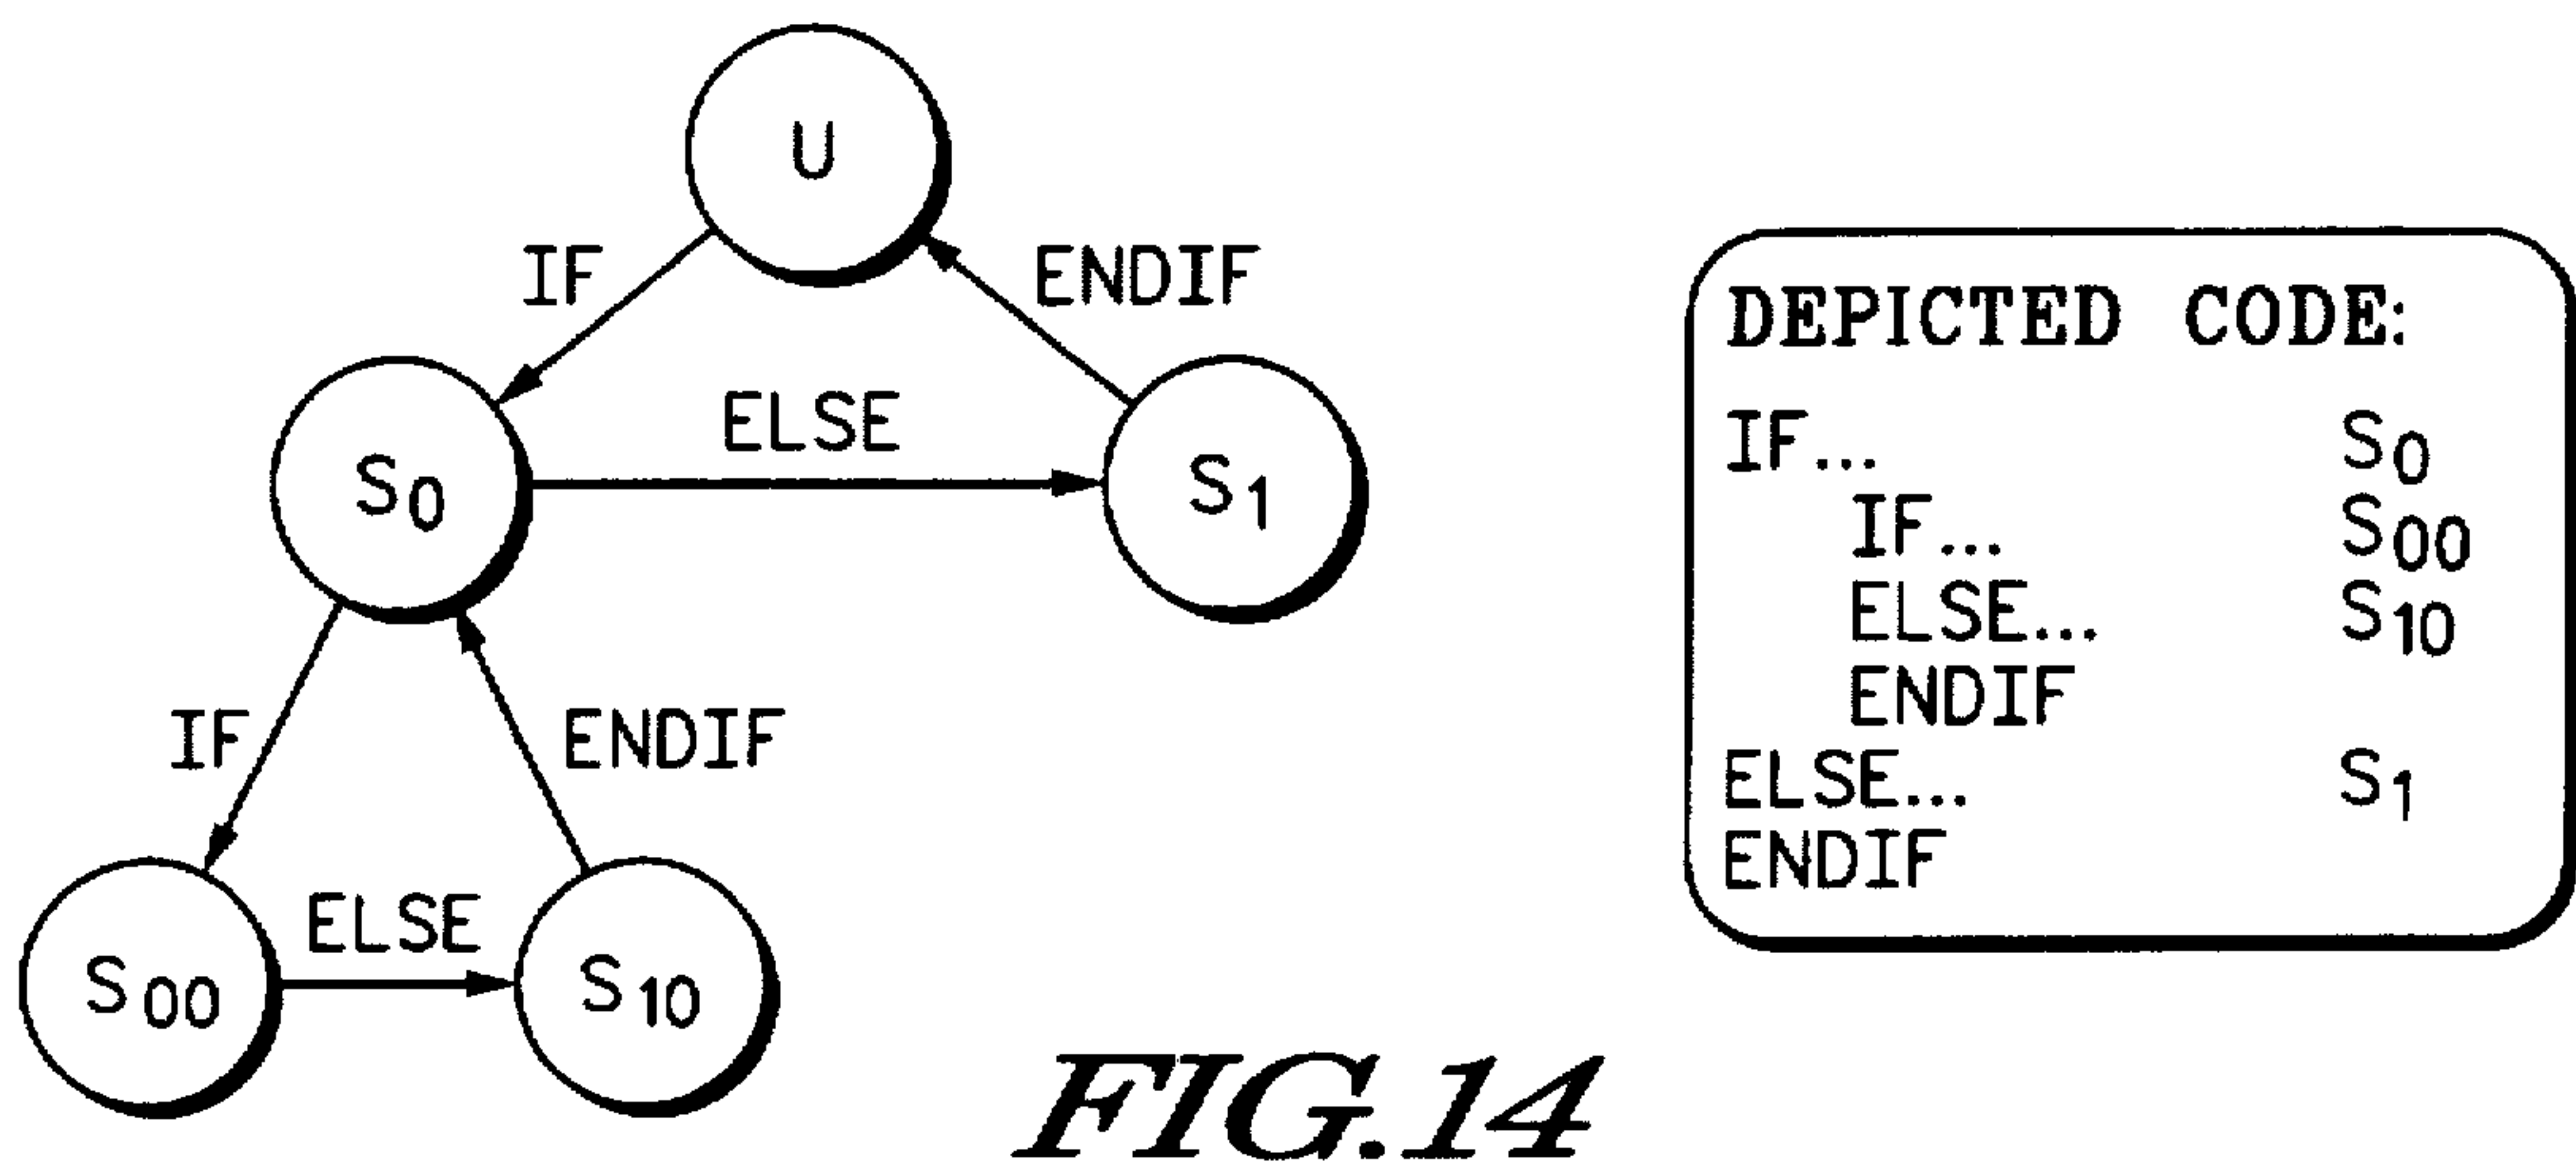 U
IF
ENDIF
S0
ELSE
S1
IF
ENDIF
S00
ELSE
S10
DEPICTED CODE:
IF... S0
IF... S00
ELSE... S10
ENDIF
ELSE... S1
ENDIF
FIG.14